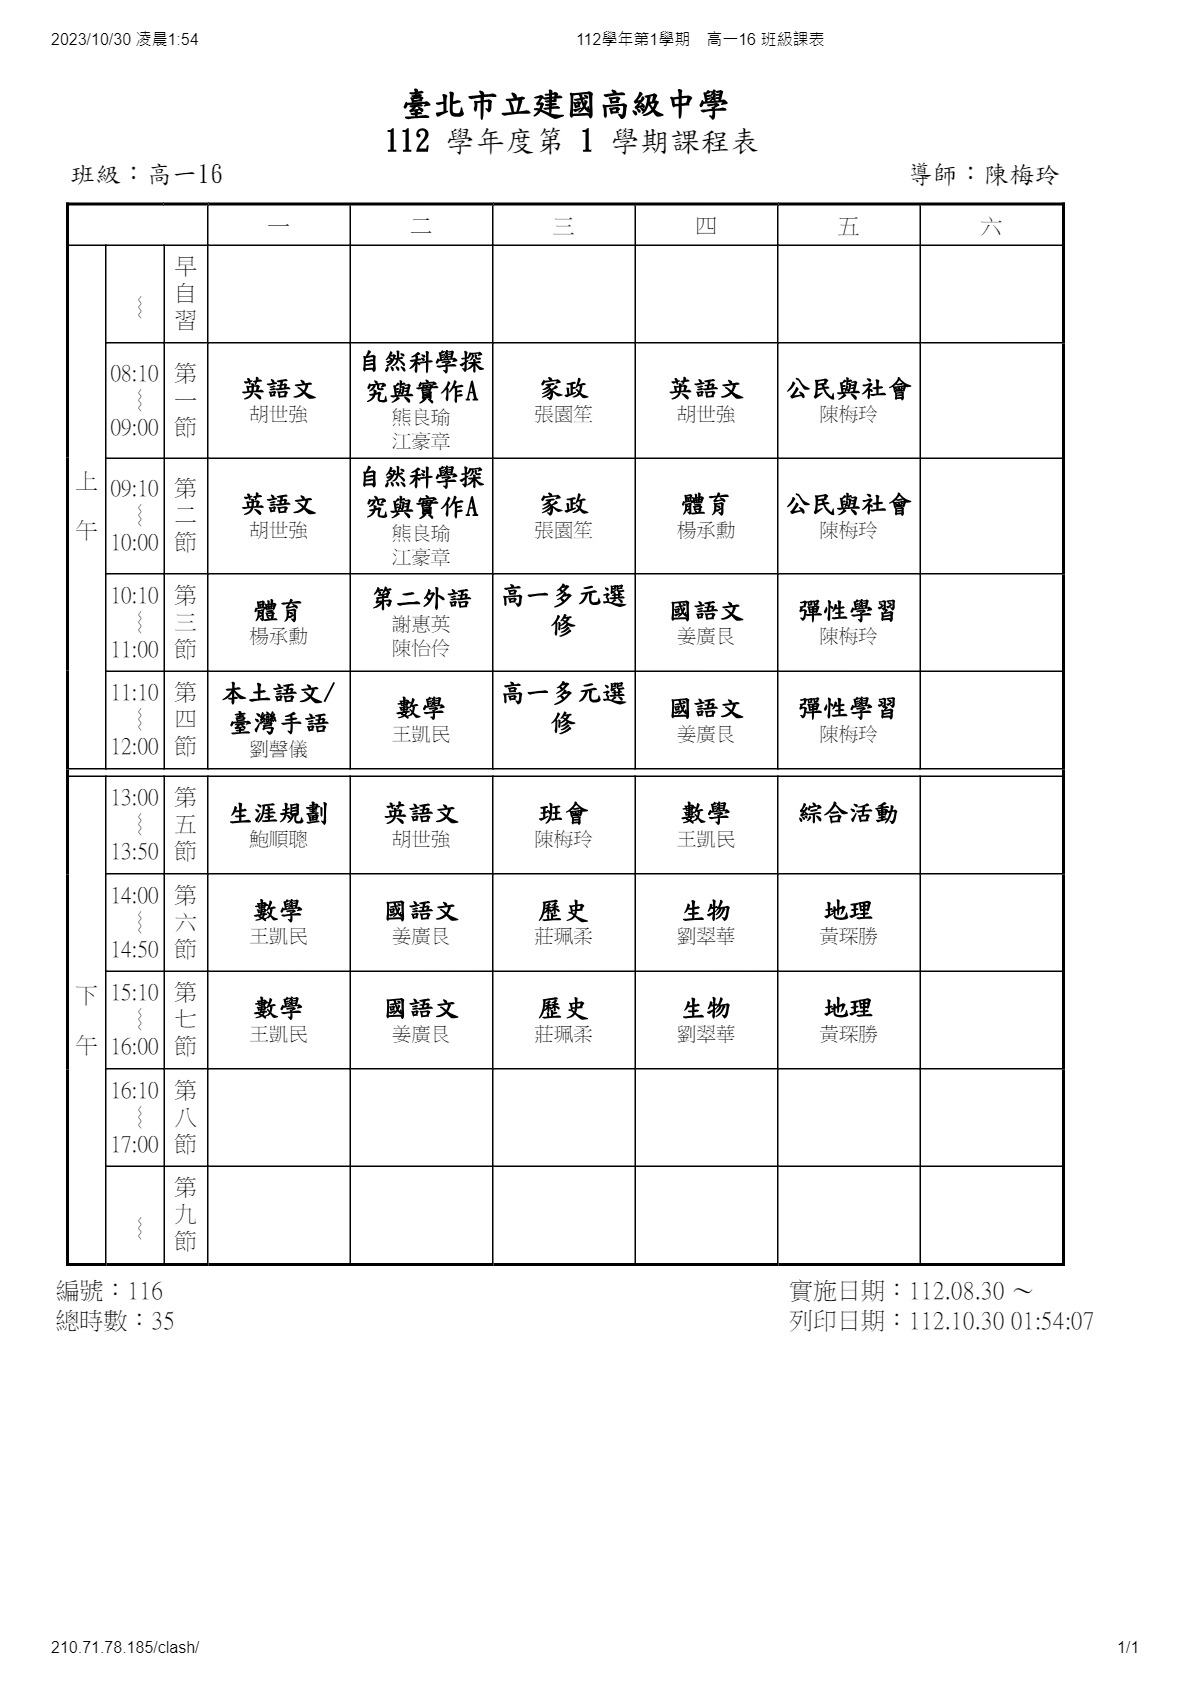 2023/10/30 凌晨1:54
112學年第1學期　高一16 班級課表
臺北市立建國高級中學
112 學年度第 1 學期課程表
班級：高一16
導師：陳梅玲
一 二 三 四 五 六
上午
～
早自習
08:10
～
09:00
第一節
英語文
胡世強
自然科學探
究與實作A
熊良瑜
江豪章
家政
張園笙
英語文
胡世強
公民與社會
陳梅玲
09:10
～
10:00
第二節
英語文
胡世強
自然科學探
究與實作A
熊良瑜
江豪章
家政
張園笙
體育
楊承勳
公民與社會
陳梅玲
10:10
～
11:00
第三節
體育
楊承勳
第二外語
謝惠英
陳怡伶
高一多元選
修
國語文
姜廣艮
彈性學習
陳梅玲
11:10
～
12:00
第四節
本土語文/
臺灣手語
劉謦儀
數學
王凱民
高一多元選
修
國語文
姜廣艮
彈性學習
陳梅玲
下午
13:00
～
13:50
第五節
生涯規劃
鮑順聰
英語文
胡世強
班會
陳梅玲
數學
王凱民
綜合活動
14:00
～
14:50
第六節
數學
王凱民
國語文
姜廣艮
歷史
莊珮柔
生物
劉翠華
地理
黃琛勝
15:10
～
16:00
第七節
數學
王凱民
國語文
姜廣艮
歷史
莊珮柔
生物
劉翠華
地理
黃琛勝
16:10
～
17:00
第八節
～
第九節
編號：116
總時數：35
實施日期：112.08.30 ～
列印日期：112.10.30 01:54:07
210.71.78.185/clash/
1/1